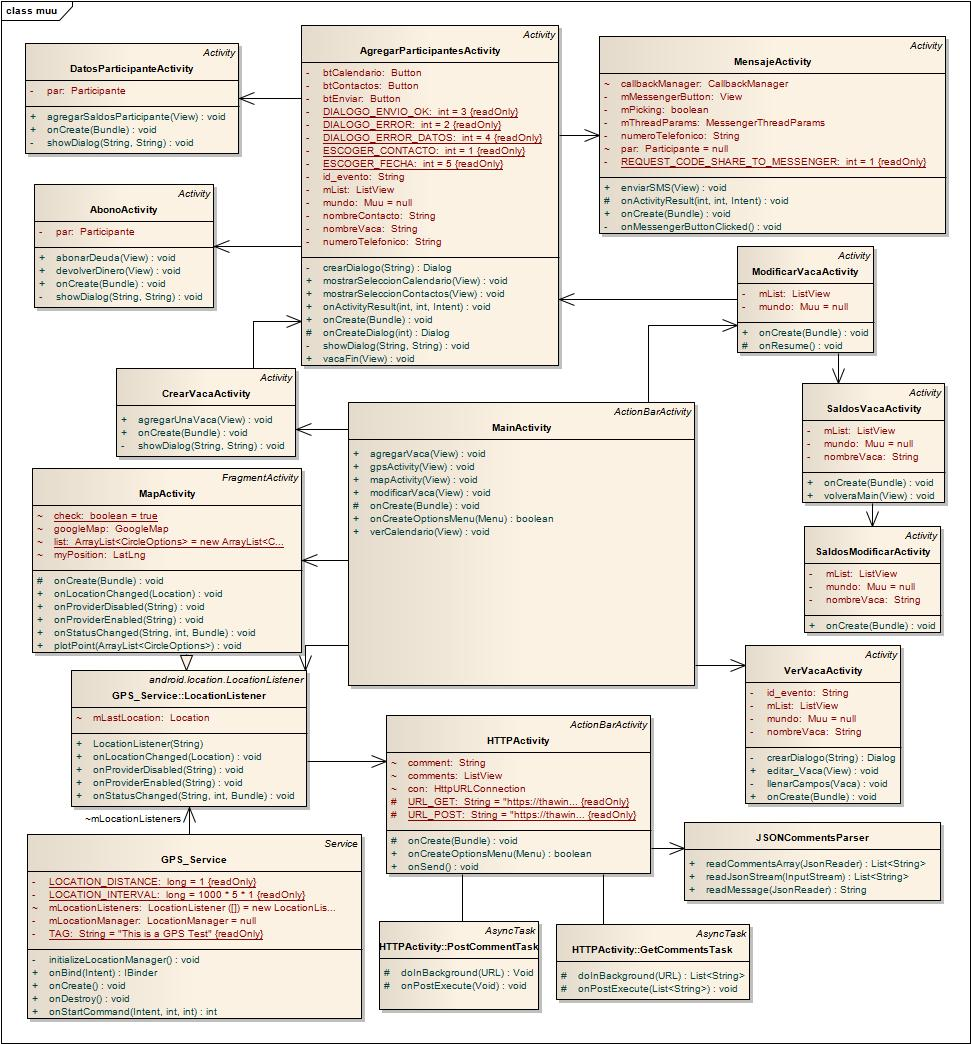 class muu
Activity
DatosParticipanteActivity
- par: Participante
+ agregarSaldosParticipante(View) : void
+ onCreate(Bundle) : void
- showDialog(String, String) : void
Activity
AgregarParticipantesActivity
- btCalendario: Button
- btContactos: Button
- btEnviar: Button
- DIALOGO_ENVIO_OK: int = 3 {readOnly}
- DIALOGO_ERROR: int = 2 {readOnly}
- DIALOGO_ERROR_DATOS: int = 4 {readOnly}
- ESCOGER_CONTACTO: int = 1 {readOnly}
- ESCOGER_FECHA: int = 5 {readOnly}
- id_evento: String
- mList: ListView
- mundo: Muu = null
- nombreContacto: String
- nombreVaca: String
- numeroTelefonico: String
- crearDialogo(String) : Dialog
+ mostrarSeleccionCalendario(View) : void
+ mostrarSeleccionContactos(View) : void
+ onActivityResult(int, int, Intent) : void
+ onCreate(Bundle) : void
# onCreateDialog(int) : Dialog
- showDialog(String, String) : void
+ vacaFin(View) : void
Activity
MensajeActivity
~ callbackManager: CallbackManager
- mMessengerButton: View
- mPicking: boolean
- mThreadParams: MessengerThreadParams
- numeroTelefonico: String
~ par: Participante = null
- REQUEST_CODE_SHARE_TO_MESSENGER: int = 1 {readOnly}
+ enviarSMS(View) : void
# onActivityResult(int, int, Intent) : void
+ onCreate(Bundle) : void
- onMessengerButtonClicked() : void
Activity
AbonoActivity
- par: Participante
+ abonarDeuda(View) : void
+ devolverDinero(View) : void
+ onCreate(Bundle) : void
- showDialog(String, String) : void
Activity
ModificarVacaActivity
- mList: ListView
- mundo: Muu = null
+ onCreate(Bundle) : void
# onResume() : void
Activity
CrearVacaActivity
+ agregarUnaVaca(View) : void
+ onCreate(Bundle) : void
- showDialog(String, String) : void
ActionBarActivity
MainActivity
+ agregarVaca(View) : void
+ gpsActivity(View) : void
+ mapActivity(View) : void
+ modificarVaca(View) : void
# onCreate(Bundle) : void
+ onCreateOptionsMenu(Menu) : boolean
+ verCalendario(View) : void
Activity
SaldosVacaActivity
- mList: ListView
- mundo: Muu = null
- nombreVaca: String
+ onCreate(Bundle) : void
+ volveraMain(View) : void
FragmentActivity
MapActivity
~ check: boolean = true
~ googleMap: GoogleMap
~ list: ArrayList<CircleOptions> = new ArrayList<C...
~ myPosition: LatLng
# onCreate(Bundle) : void
+ onLocationChanged(Location) : void
+ onProviderDisabled(String) : void
+ onProviderEnabled(String) : void
+ onStatusChanged(String, int, Bundle) : void
+ plotPoint(ArrayList<CircleOptions>) : void
Activity
SaldosModificarActivity
- mList: ListView
- mundo: Muu = null
- nombreVaca: String
+ onCreate(Bundle) : void
android.location.LocationListener
GPS_Service::LocationListener
~ mLastLocation: Location
+ LocationListener(String)
+ onLocationChanged(Location) : void
+ onProviderDisabled(String) : void
+ onProviderEnabled(String) : void
+ onStatusChanged(String, int, Bundle) : void
Activity
VerVacaActivity
- id_evento: String
- mList: ListView
- mundo: Muu = null
- nombreVaca: String
- crearDialogo(String) : Dialog
+ editar_Vaca(View) : void
- llenarCampos(Vaca) : void
+ onCreate(Bundle) : void
ActionBarActivity
HTTPActivity
~ comment: String
~ comments: ListView
~ con: HttpURLConnection
# URL_GET: String = "https://thawin... {readOnly}
# URL_POST: String = "https://thawin... {readOnly}
# onCreate(Bundle) : void
+ onCreateOptionsMenu(Menu) : boolean
+ onSend() : void
~mLocationListeners
Service
GPS_Service
- LOCATION_DISTANCE: long = 1 {readOnly}
- LOCATION_INTERVAL: long = 1000 * 5 * 1 {readOnly}
~ mLocationListeners: LocationListener ([]) = new LocationLis...
- mLocationManager: LocationManager = null
- TAG: String = "This is a GPS Test" {readOnly}
- initializeLocationManager() : void
+ onBind(Intent) : IBinder
+ onCreate() : void
+ onDestroy() : void
+ onStartCommand(Intent, int, int) : int
JSONCommentsParser
+ readCommentsArray(JsonReader) : List<String>
+ readJsonStream(InputStream) : List<String>
+ readMessage(JsonReader) : String
AsyncTask
HTTPActivity::PostCommentTask
# doInBackground(URL) : Void
# onPostExecute(Void) : void
AsyncTask
HTTPActivity::GetCommentsTask
# doInBackground(URL) : List<String>
# onPostExecute(List<String>) : void